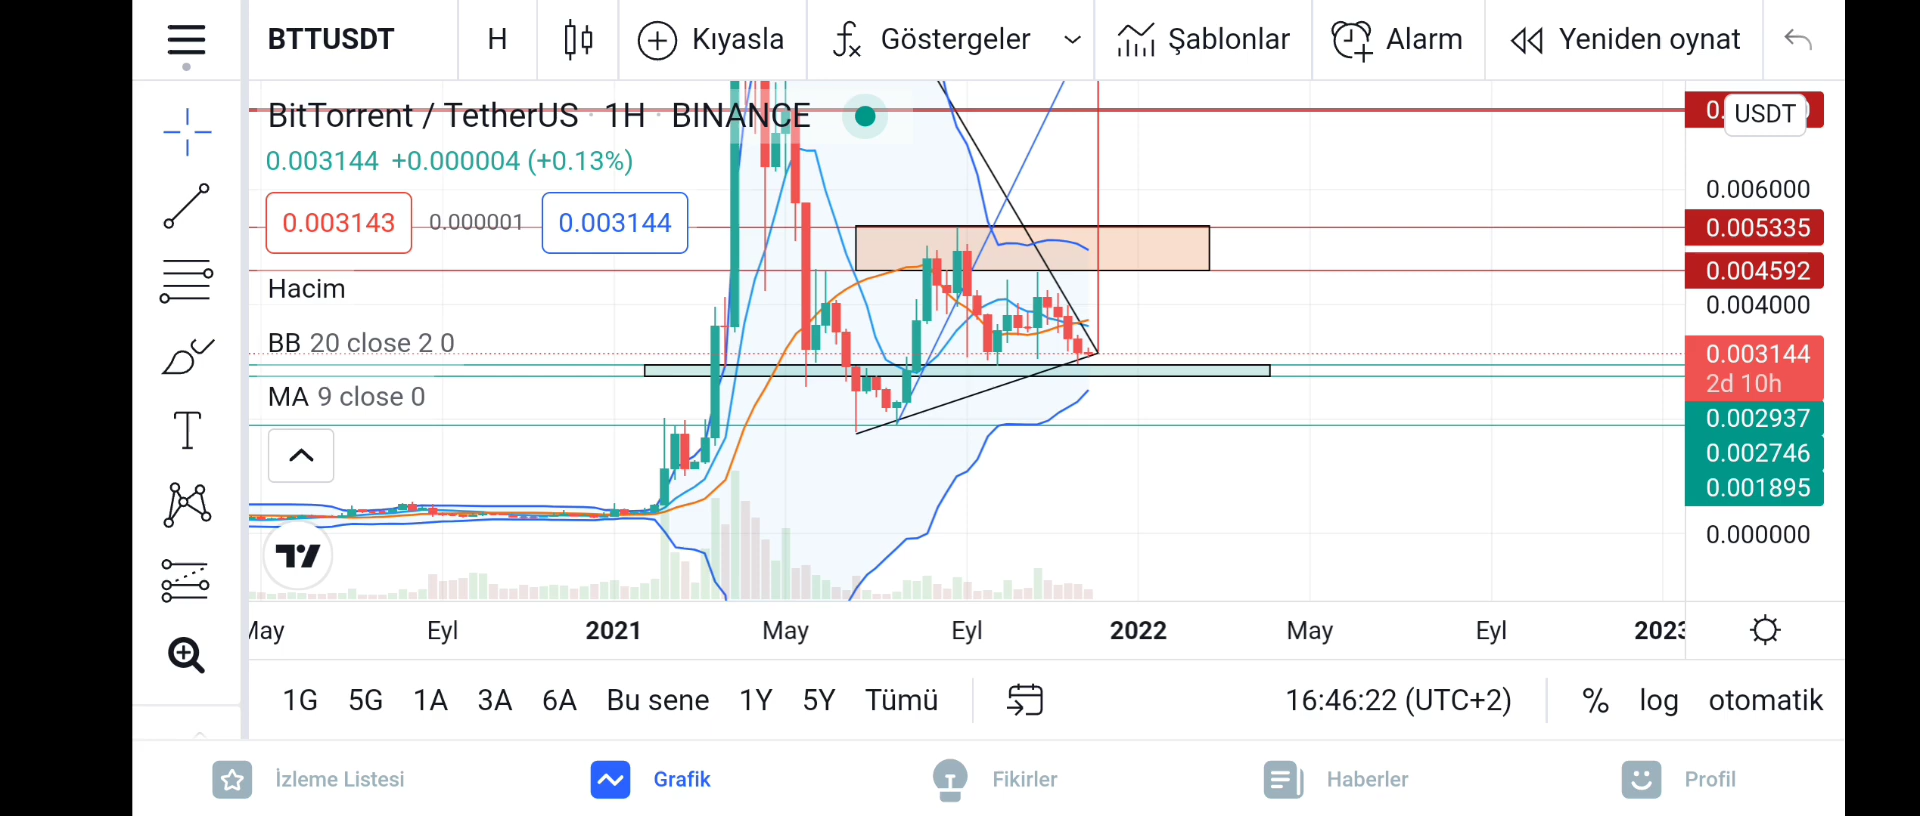 BTTUSDT
H
Kıyasla
Göstergeler
Şablonlar
Alarm
Yeniden oynat
BitTorrent / TetherUS · 1H · BINANCE
0.003144 +0.000004 (+0.13%)
0.003143
0.000001
0.003144
Hacim
BB 20 close 2 0
MA 9 close 0
USDT
0.006000
0.005335
0.004592
0.004000
0.003144
2d 10h
0.002937
0.002746
0.001895
0.000000
May Eyl 2021 May Eyl 2022 May Eyl 2023
1G 5G 1A 3A 6A Bu sene 1Y 5Y Tümü
16:46:22 (UTC+2)
% log otomatik
İzleme Listesi
Grafik
Fikirler
Haberler
Profil